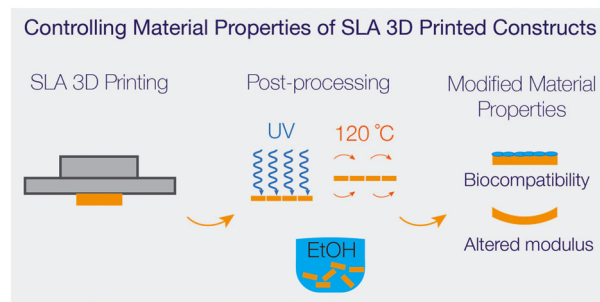 Controlling Material Properties of SLA 3D Printed Constructs
SLA 3D Printing
Post-processing
UV
120 °C
EtOH
Modified Material
Properties
Biocompatibility
Altered modulus